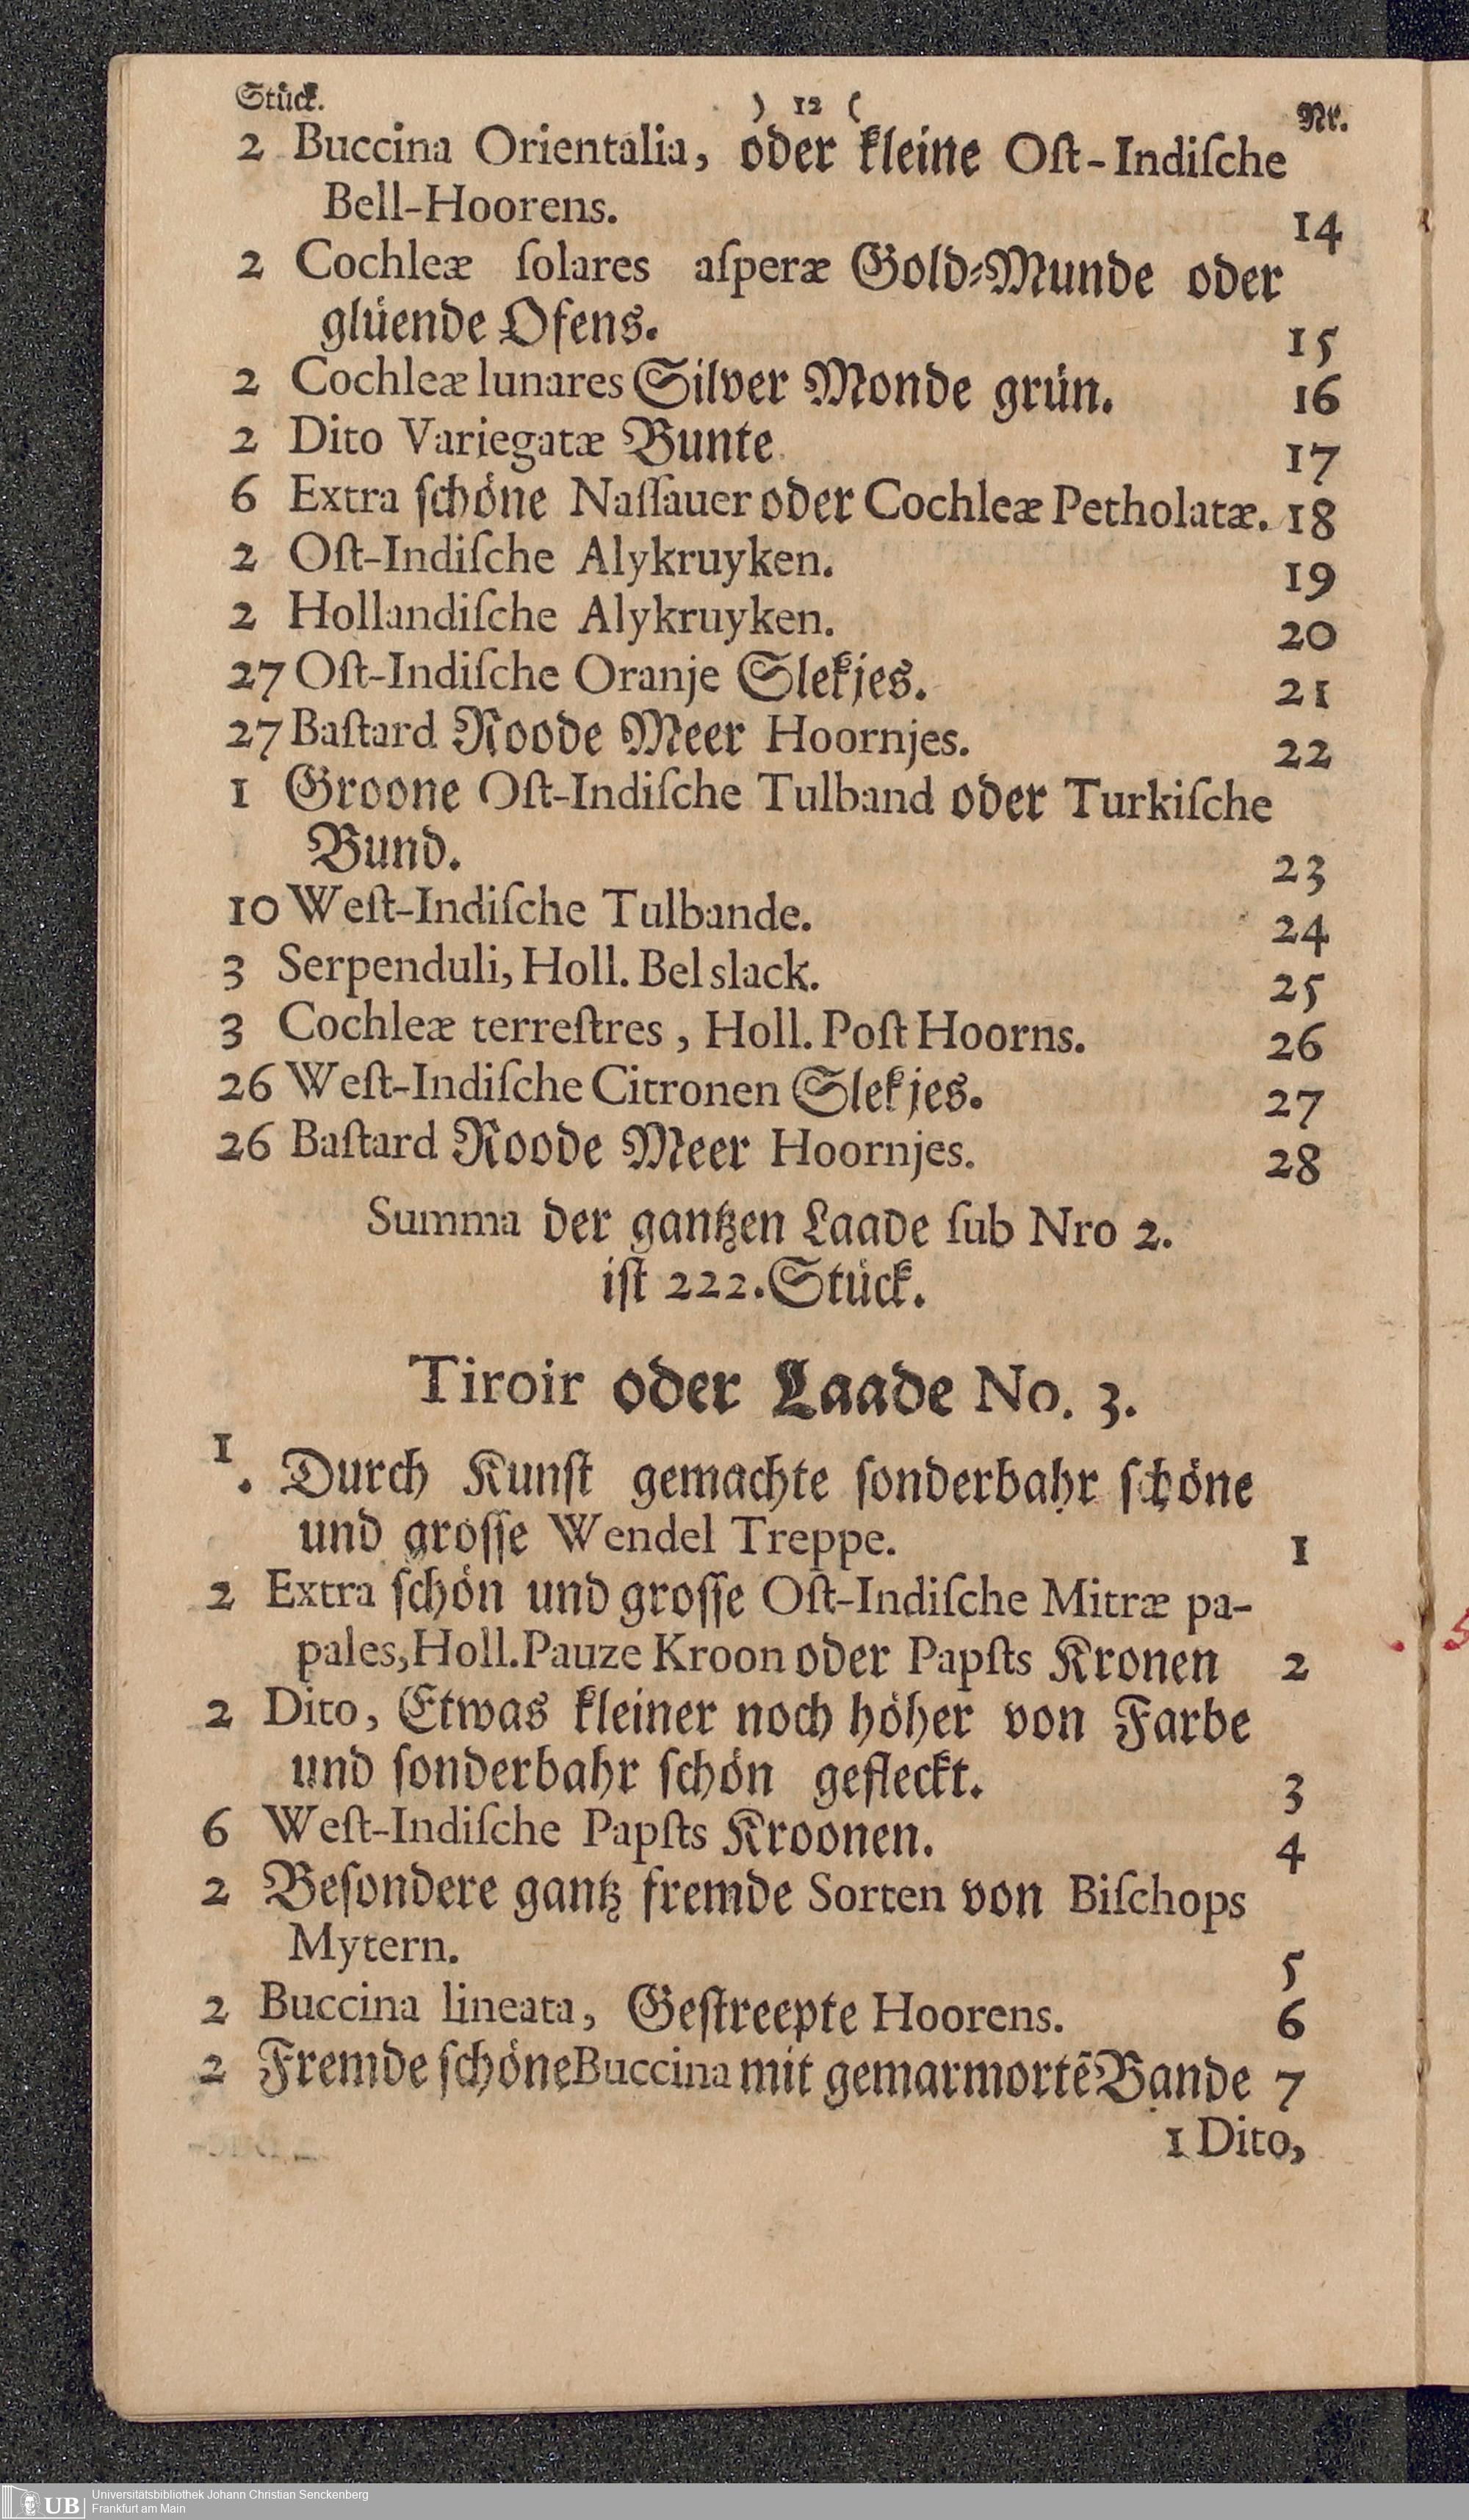 Stück. ) 12 ( Nr.
2 Buccina Orientalia, oder kleine Oſt-Indiſche
Bell-Hoorens. 14
2 Cochleæ ſolares aſperæ Gold-Munde oder
glüende Ofens. 15
2 Cochleæ lunares Silver Monde grün. 16
2 Dito Variegatæ Bunte 17
6 Extra ſchöne Naſſauer oder Cochleæ Petholatæ. 18
2 Oſt-Indiſche Alykruyken. 19
2 Hollandiſche Alykruyken. 20
27 Oſt-Indiſche Oranje Slekjes. 21
27 Baſtard Roode Meer Hoornjes. 22
1 Groone Oſt-Indiſche Tulband oder Turkiſche
Bund. 23
10 Weſt-Indiſche Tulbande. 24
3 Serpenduli, Holl. Bel slack. 25
3 Cochleæ terreſtres, Holl. Poſt Hoorns. 26
26 Weſt-Indiſche Citronen Slekjes. 27
26 Baſtard Roode Meer Hoornjes. 28
Summa der gantzen Laade ſub Nro 2.
iſt 222. Stück.
Tiroir oder Laade No. 3.
1. Durch Kunſt gemachte ſonderbahr ſchöne
und groſſe Wendel Treppe. 1
2 Extra ſchön und groſſe Oſt-Indiſche Mitræ pa-
pales, Holl. Pauze Kroon oder Papſts Kronen 2
2 Dito, Etwas kleiner noch höher von Farbe
und ſonderbahr ſchön gefleckt. 3
6 Weſt-Indiſche Papſts Kroonen. 4
2 Beſondere gantz fremde Sorten von Biſchops
Mytern. 5
2 Buccina lineata, Geſtreepte Hoorens. 6
2 Fremde ſchöne Buccina mit gemarmortẽ Bande 7
1 Dito,
UB Universitätsbibliothek Johann Christian Senckenberg
Frankfurt am Main